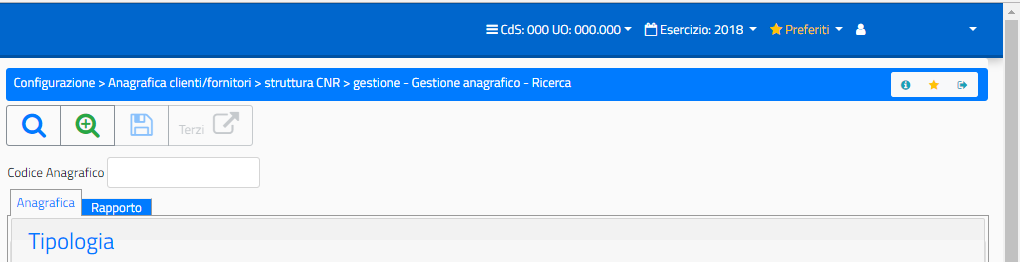 CdS: 000 UO: 000.000 Esercizio: 2018 Preferiti
Configurazione > Anagrafica clienti/fornitori > struttura CNR > gestione - Gestione anagrafico - Ricerca
Terzi
Codice Anagrafico
Anagrafica Rapporto
Tipologia